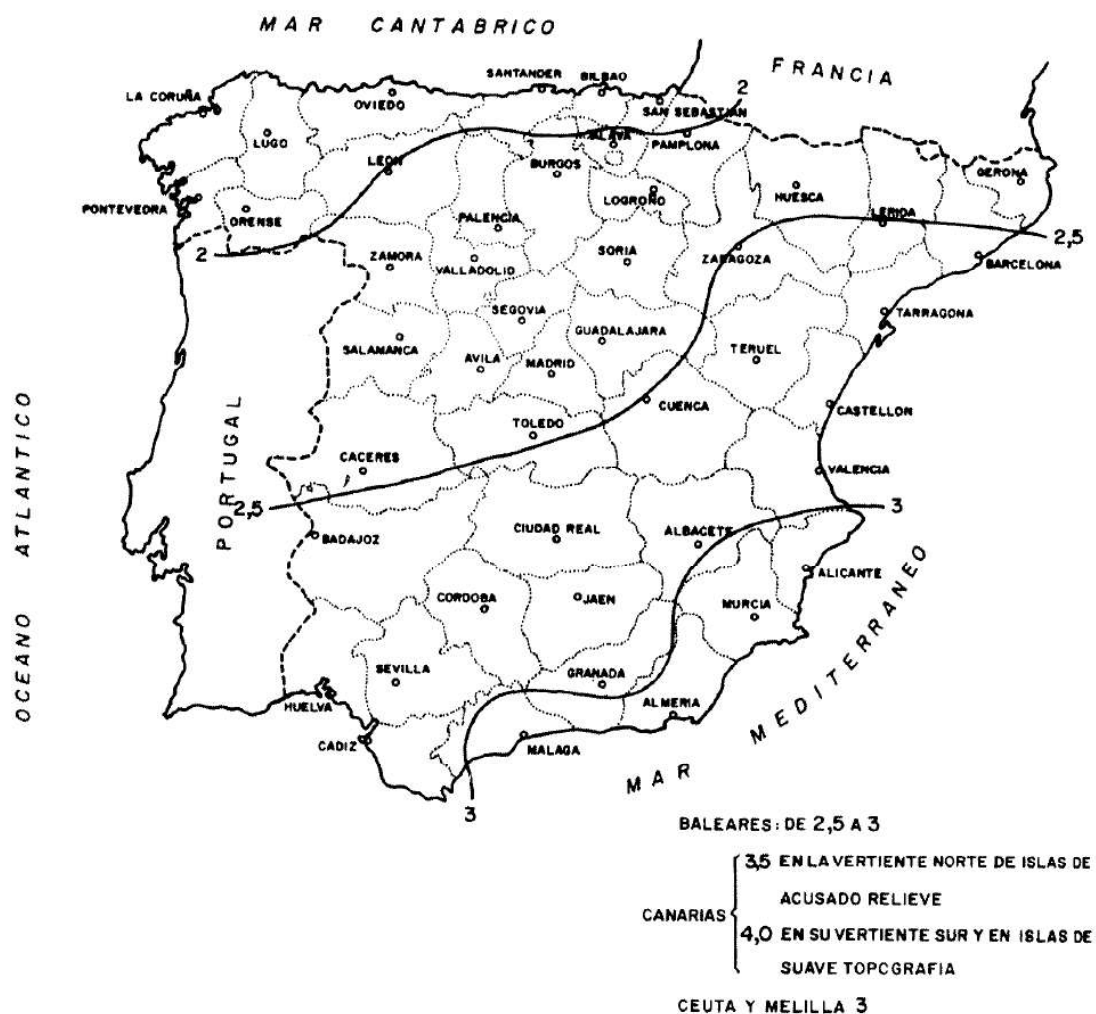 MAR CANTABRICO
FRANCIA
LA CORUÑA
OVIEDO
SANTANDER
BILBAO
SAN SEBASTIAN
2
LUGO
LEON
ALAVA
PAMPLONA
BURGOS
GERONA
HUESCA
PONTEVEDRA
ORENSE
LOGROÑO
PALENCIA
LERIDA
2,5
2
ZAMORA
VALLADOLID
SORIA
ZARAGOZA
BARCELONA
SEGOVIA
TARRAGONA
SALAMANCA
GUADALAJARA
AVILA
MADRID
TERUEL
CUENCA
CASTELLON
TOLEDO
CACERES
VALENCIA
OCEANO ATLANTICO
PORTUGAL
2,5
3
BADAJOZ
CIUDAD REAL
ALBACETE
ALICANTE
CORDOBA
JAEN
MURCIA
SEVILLA
GRANADA
HUELVA
ALMERIA
CADIZ
MALAGA
MAR MEDITERRANEO
3
BALEARES: DE 2,5 A 3
3,5 EN LA VERTIENTE NORTE DE ISLAS DE
ACUSADO RELIEVE
CANARIAS
4,0 EN SU VERTIENTE SUR Y EN ISLAS DE
SUAVE TOPOGRAFIA
CEUTA Y MELILLA 3